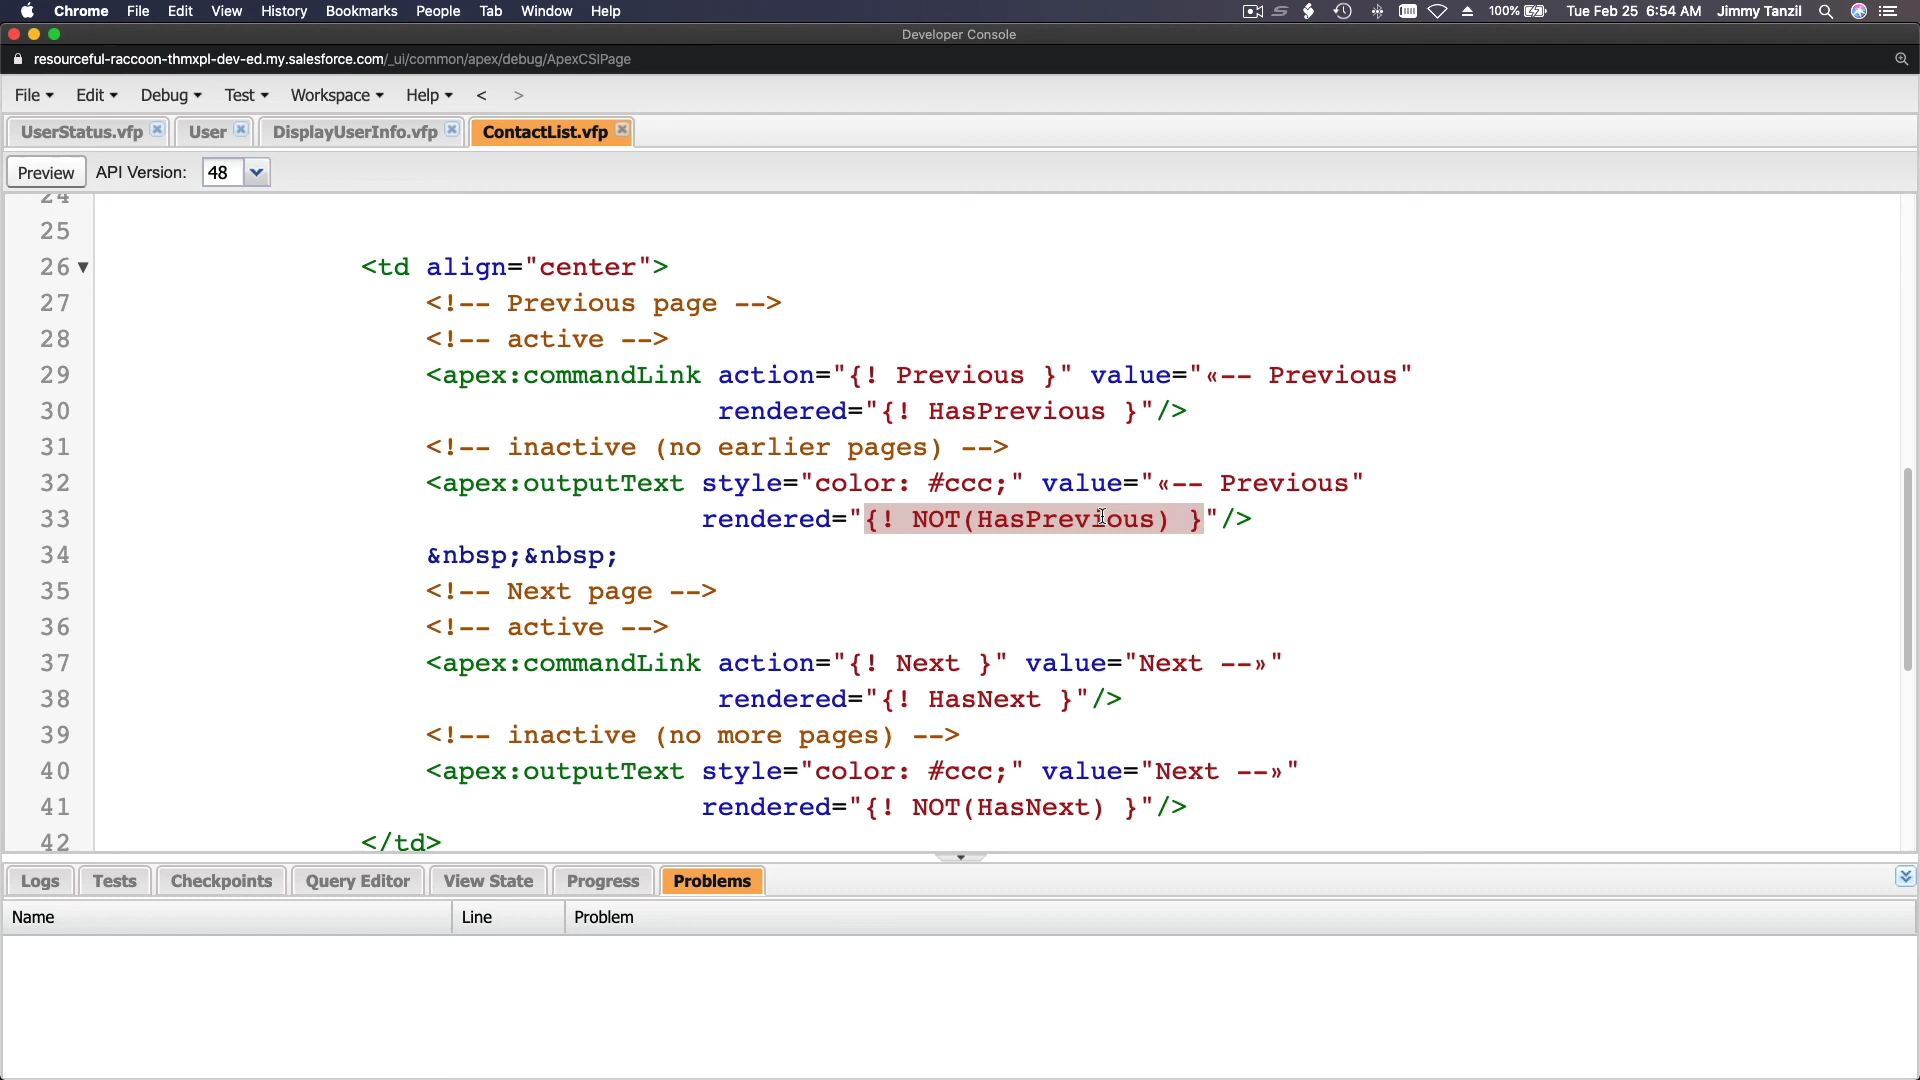 Chrome File Edit View History Bookmarks People Tab Window Help 100% Tue Feb 25 6:54 AM Jimmy Tanzil
Developer Console
resourceful-raccoon-thmxpl-dev-ed.my.salesforce.com/_ui/common/apex/debug/ApexCSIPage
File Edit Debug Test Workspace Help < >
UserStatus.vfp User DisplayUserInfo.vfp ContactList.vfp
Preview API Version: 48
24
25
26 <td align="center">
27 <!-- Previous page -->
28 <!-- active -->
29 <apex:commandLink action="{! Previous }" value="«-- Previous"
30 rendered="{! HasPrevious }"/>
31 <!-- inactive (no earlier pages) -->
32 <apex:outputText style="color: #ccc;" value="«-- Previous"
33 rendered="{! NOT(HasPrevious) }"/>
34 &nbsp;&nbsp;
35 <!-- Next page -->
36 <!-- active -->
37 <apex:commandLink action="{! Next }" value="Next --»"
38 rendered="{! HasNext }"/>
39 <!-- inactive (no more pages) -->
40 <apex:outputText style="color: #ccc;" value="Next --»"
41 rendered="{! NOT(HasNext) }"/>
42 </td>
Logs Tests Checkpoints Query Editor View State Progress Problems
Name Line Problem